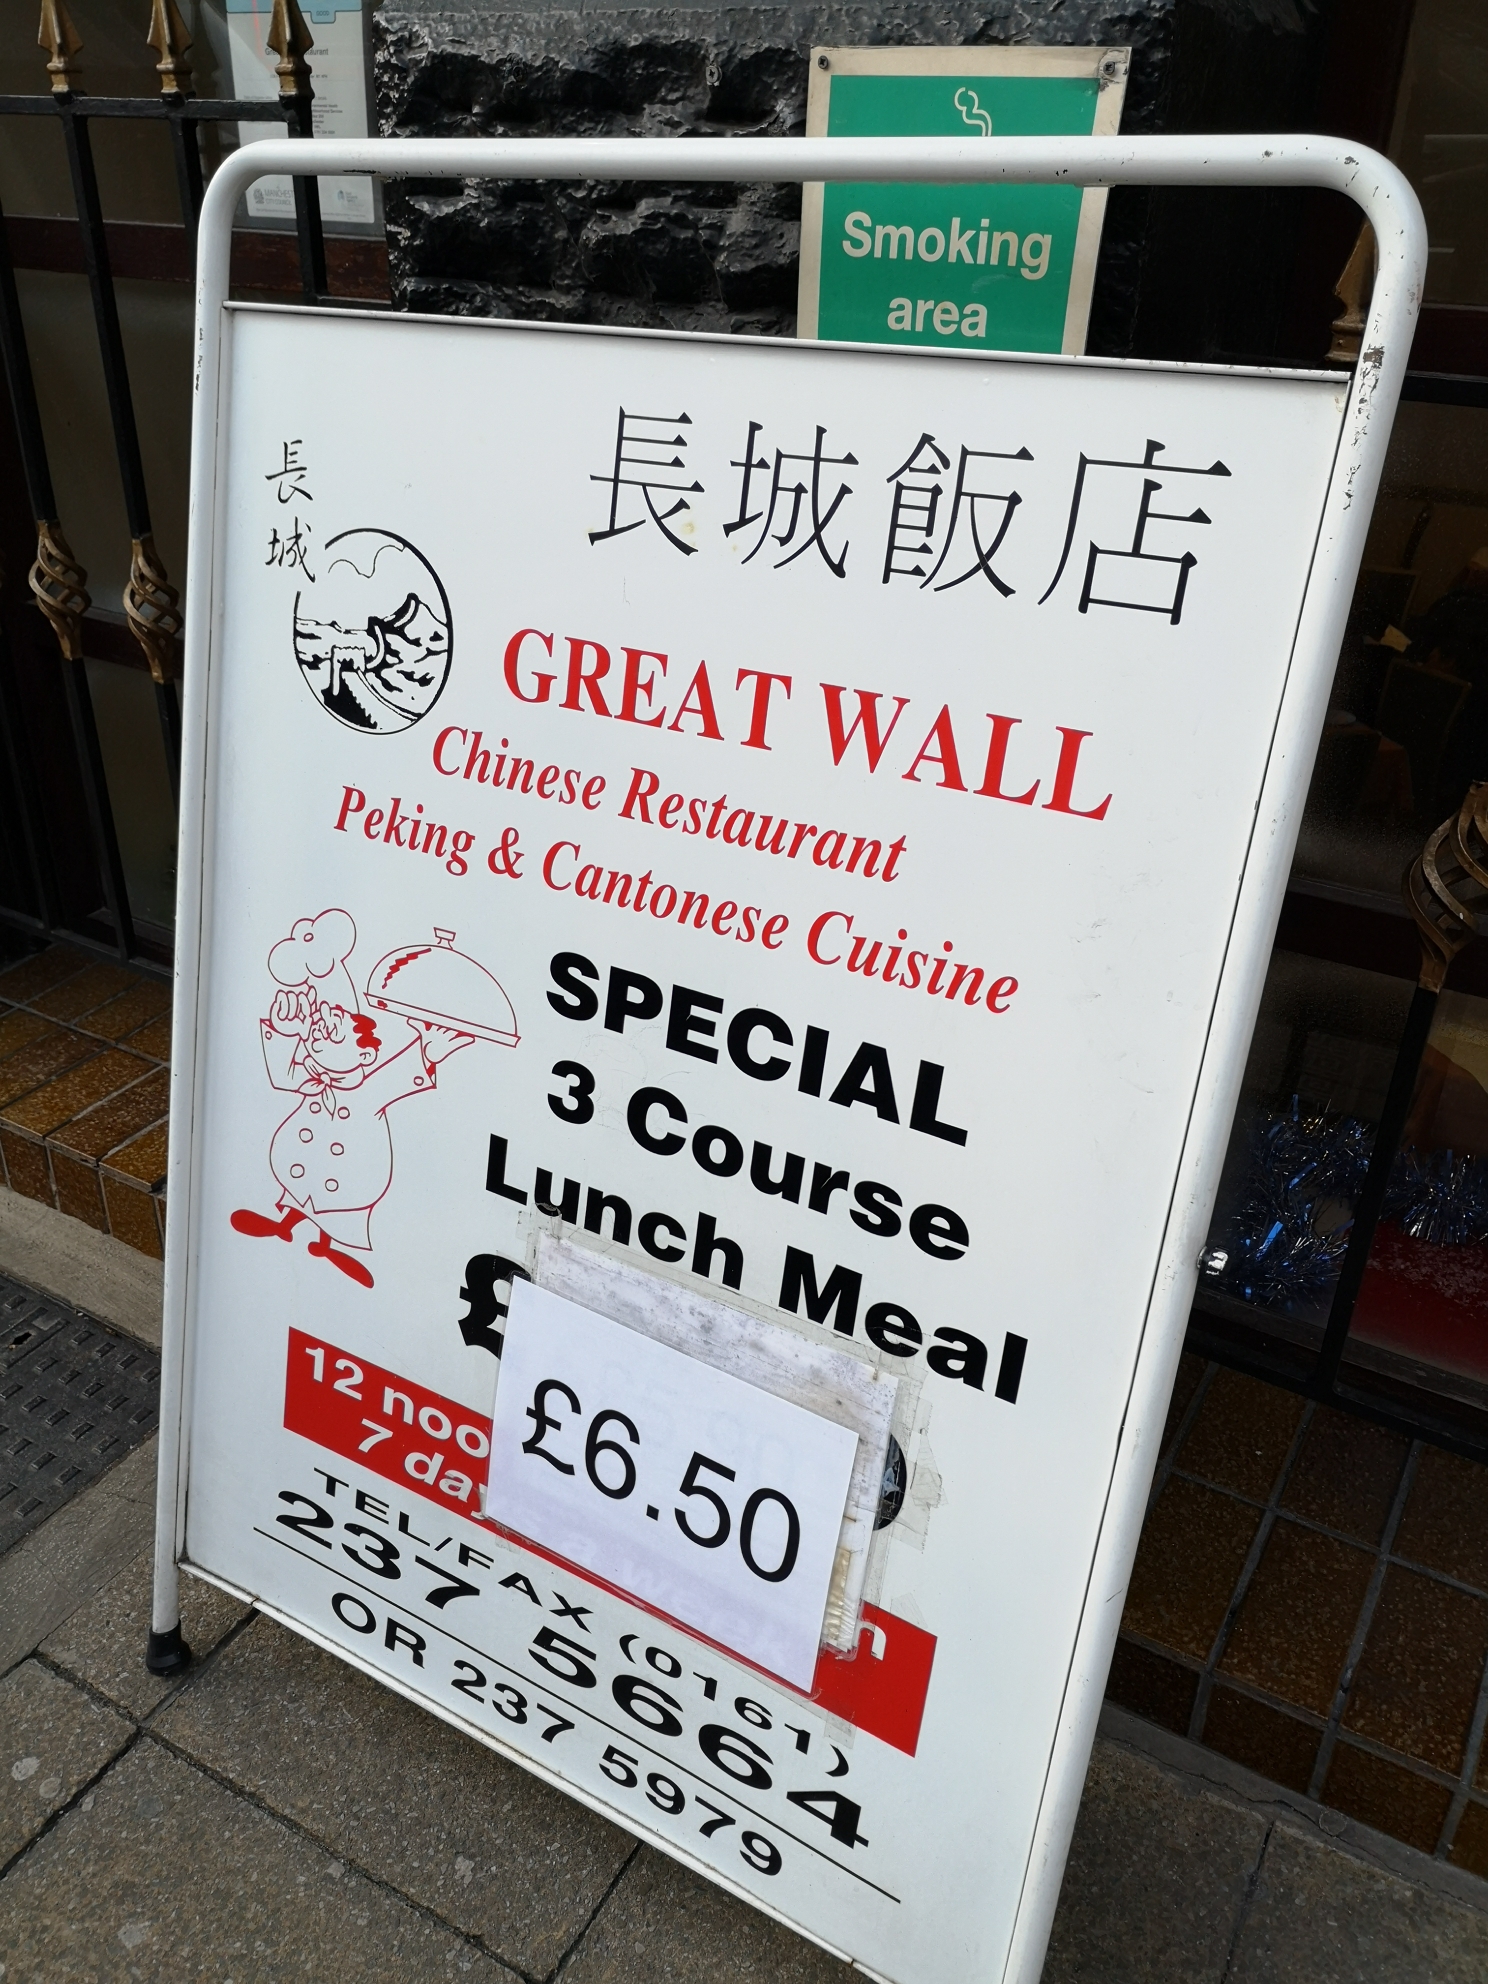 Smoking
area
長城飯店
長
城
GREAT WALL
Chinese Restaurant
Peking & Cantonese Cuisine
SPECIAL
3 Course
Lunch Meal
£
£6.50
12 noo
7 day
TEL/FAX (0161)
237 5664
OR 237 5979